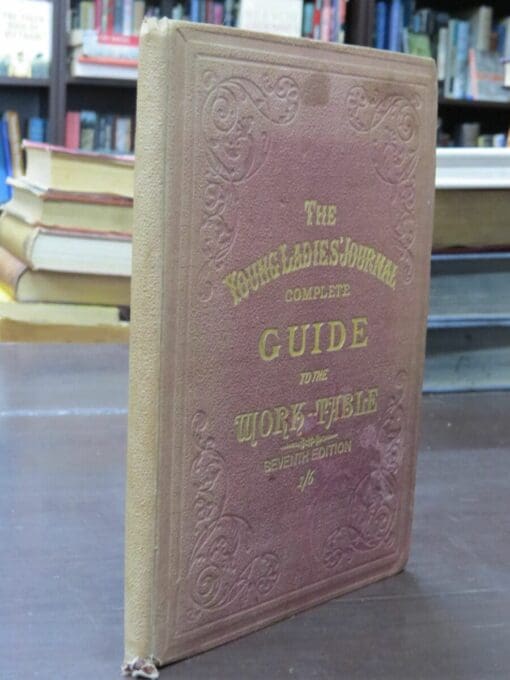 THE
YOUNG LADIES' JOURNAL
COMPLETE
GUIDE
TO THE
WORK-TABLE
SEVENTH EDITION
2/6